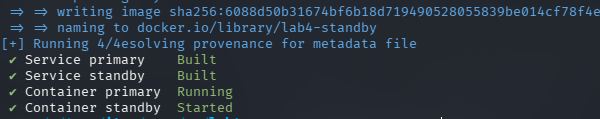 => => writing image sha256:6088d50b31674bf6b18d719490528055839be014cf78f4e
=> => naming to docker.io/library/lab4-standby
[+] Running 4/4esolving provenance for metadata file
✔ Service primary Built
✔ Service standby Built
✔ Container primary Running
✔ Container standby Started